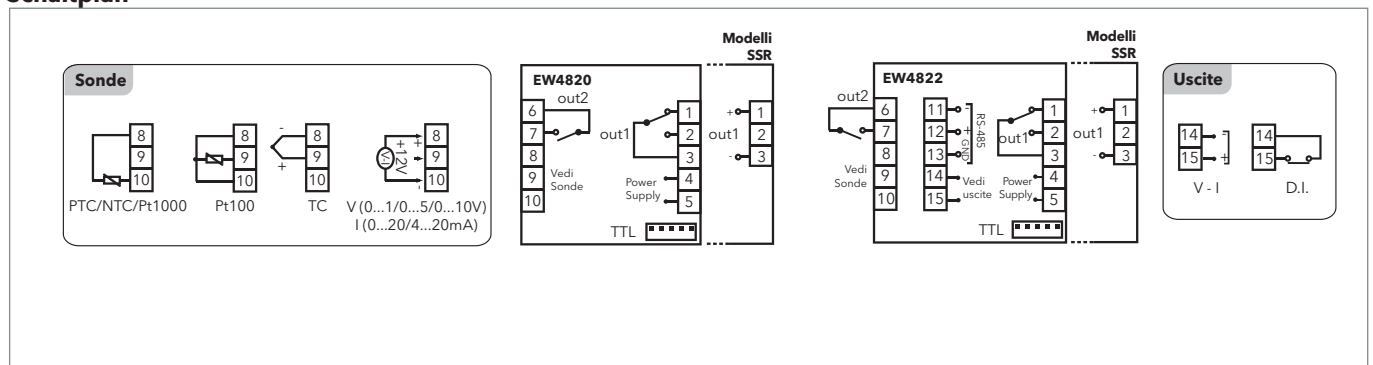 Schaltplan
Sonde
8
9
10
PTC/NTC/Pt1000
8
9
10
Pt100
-
+
8
9
10
TC
V-I
+12V
+
-
8
9
10
V (0...1/0...5/0...10V)
I (0...20/4...20mA)
EW4820
out2
6
7
8
9
10
Vedi
Sonde
out1
1
2
3
4
5
Power
Supply
TTL
Modelli
SSR
out1
+
-
1
2
3
EW4822
out2
6
7
8
9
10
Vedi
Sonde
11
12
13
14
15
-
+
GND
RS-485
Vedi
uscite
out1
1
2
3
4
5
Power
Supply
TTL
Modelli
SSR
out1
+
-
1
2
3
Uscite
14
15
-
+
V - I
14
15
D.I.